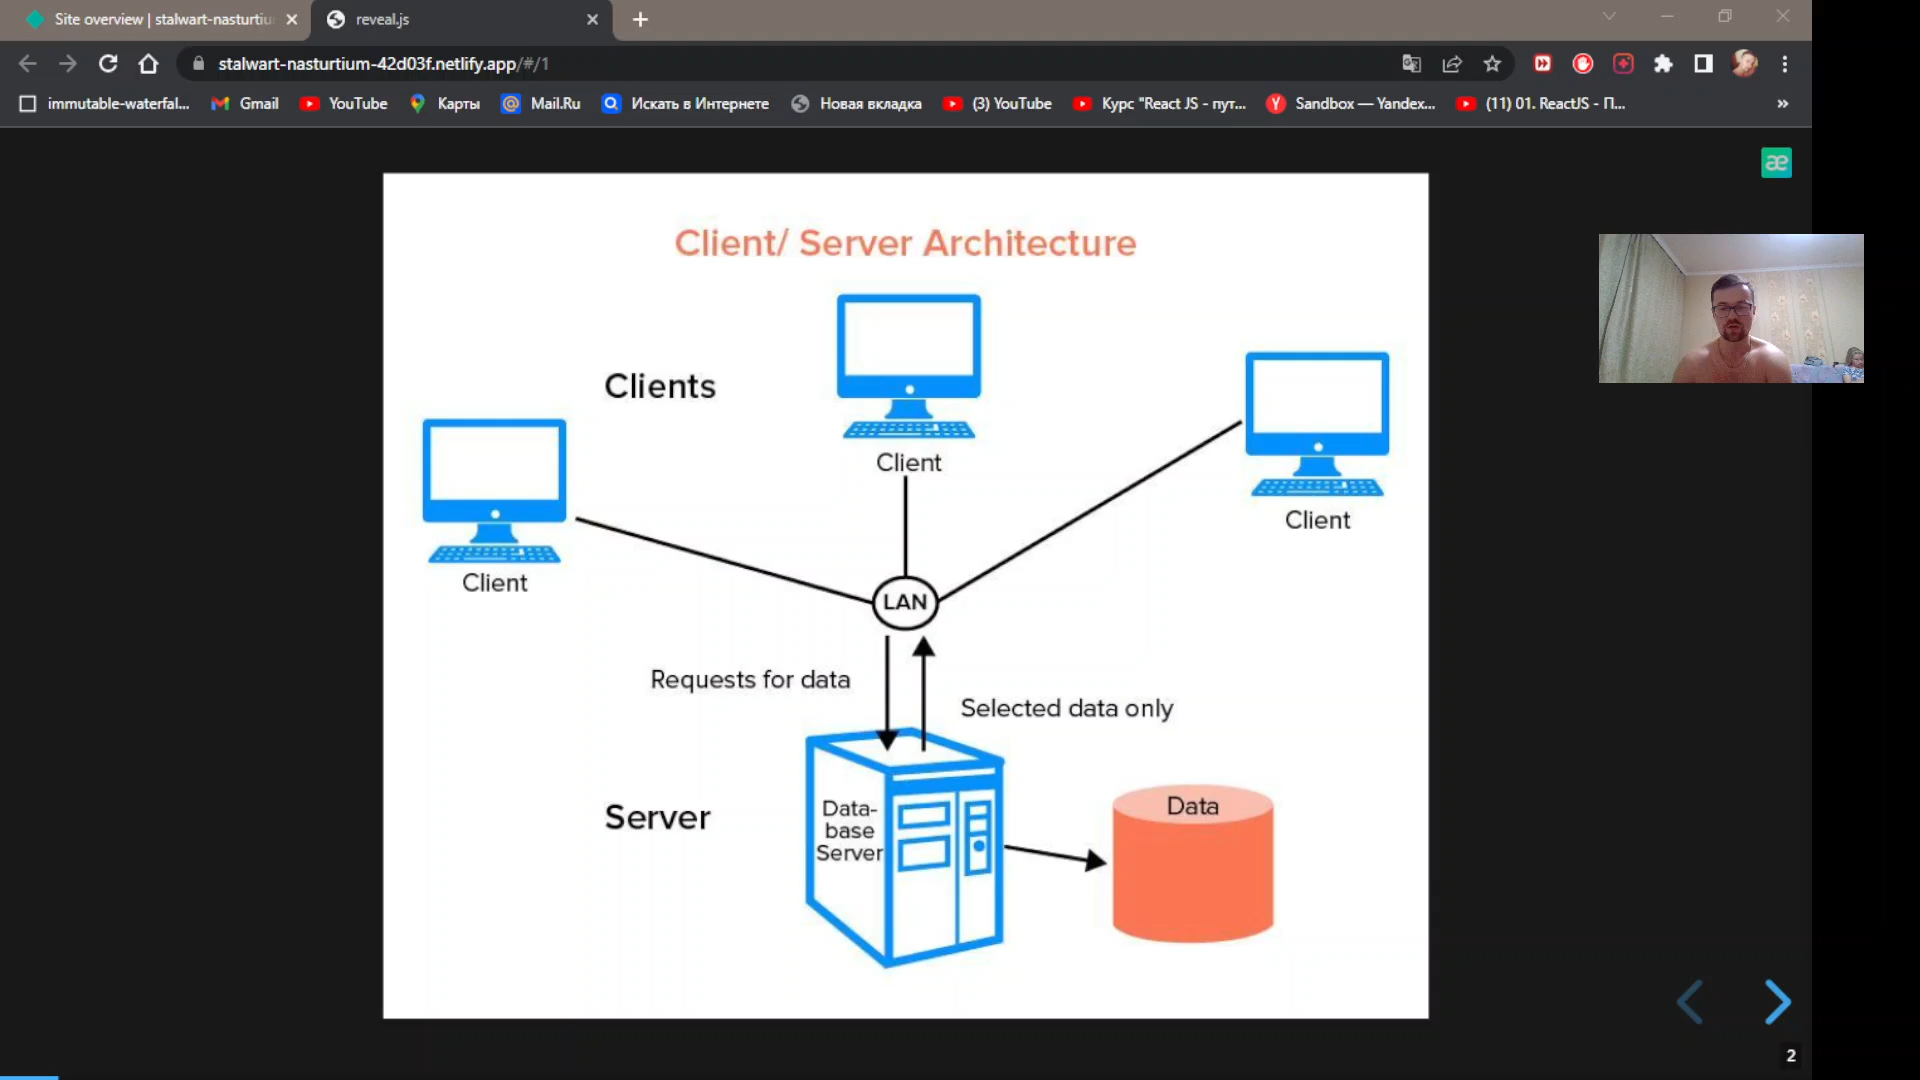 Site overview | stalwart-nasturtiu
reveal.js
stalwart-nasturtium-42d03f.netlify.app/#/1
immutable-waterfal...
Gmail
YouTube
Карты
Mail.Ru
Искать в Интернете
Новая вкладка
(3) YouTube
Курс "React JS - пут...
Sandbox — Yandex...
(11) 01. ReactJS - П...
»
æ
Client/ Server Architecture
Clients
Client
Client
Client
LAN
Requests for data
Selected data only
Server
Data-
base
Server
Data
2